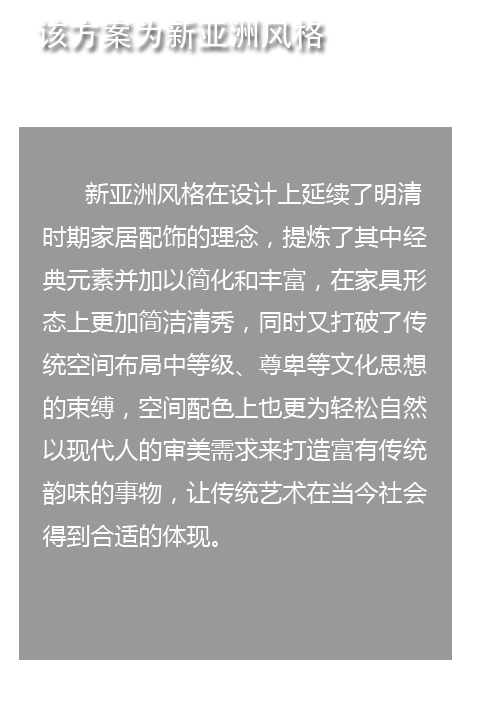 该方案为新亚洲风格
新亚洲风格在设计上延续了明清
时期家居配饰的理念，提炼了其中经
典元素并加以简化和丰富，在家具形
态上更加简洁清秀，同时又打破了传
统空间布局中等级、尊卑等文化思想
的束缚，空间配色上也更为轻松自然
以现代人的审美需求来打造富有传统
韵味的事物，让传统艺术在当今社会
得到合适的体现。